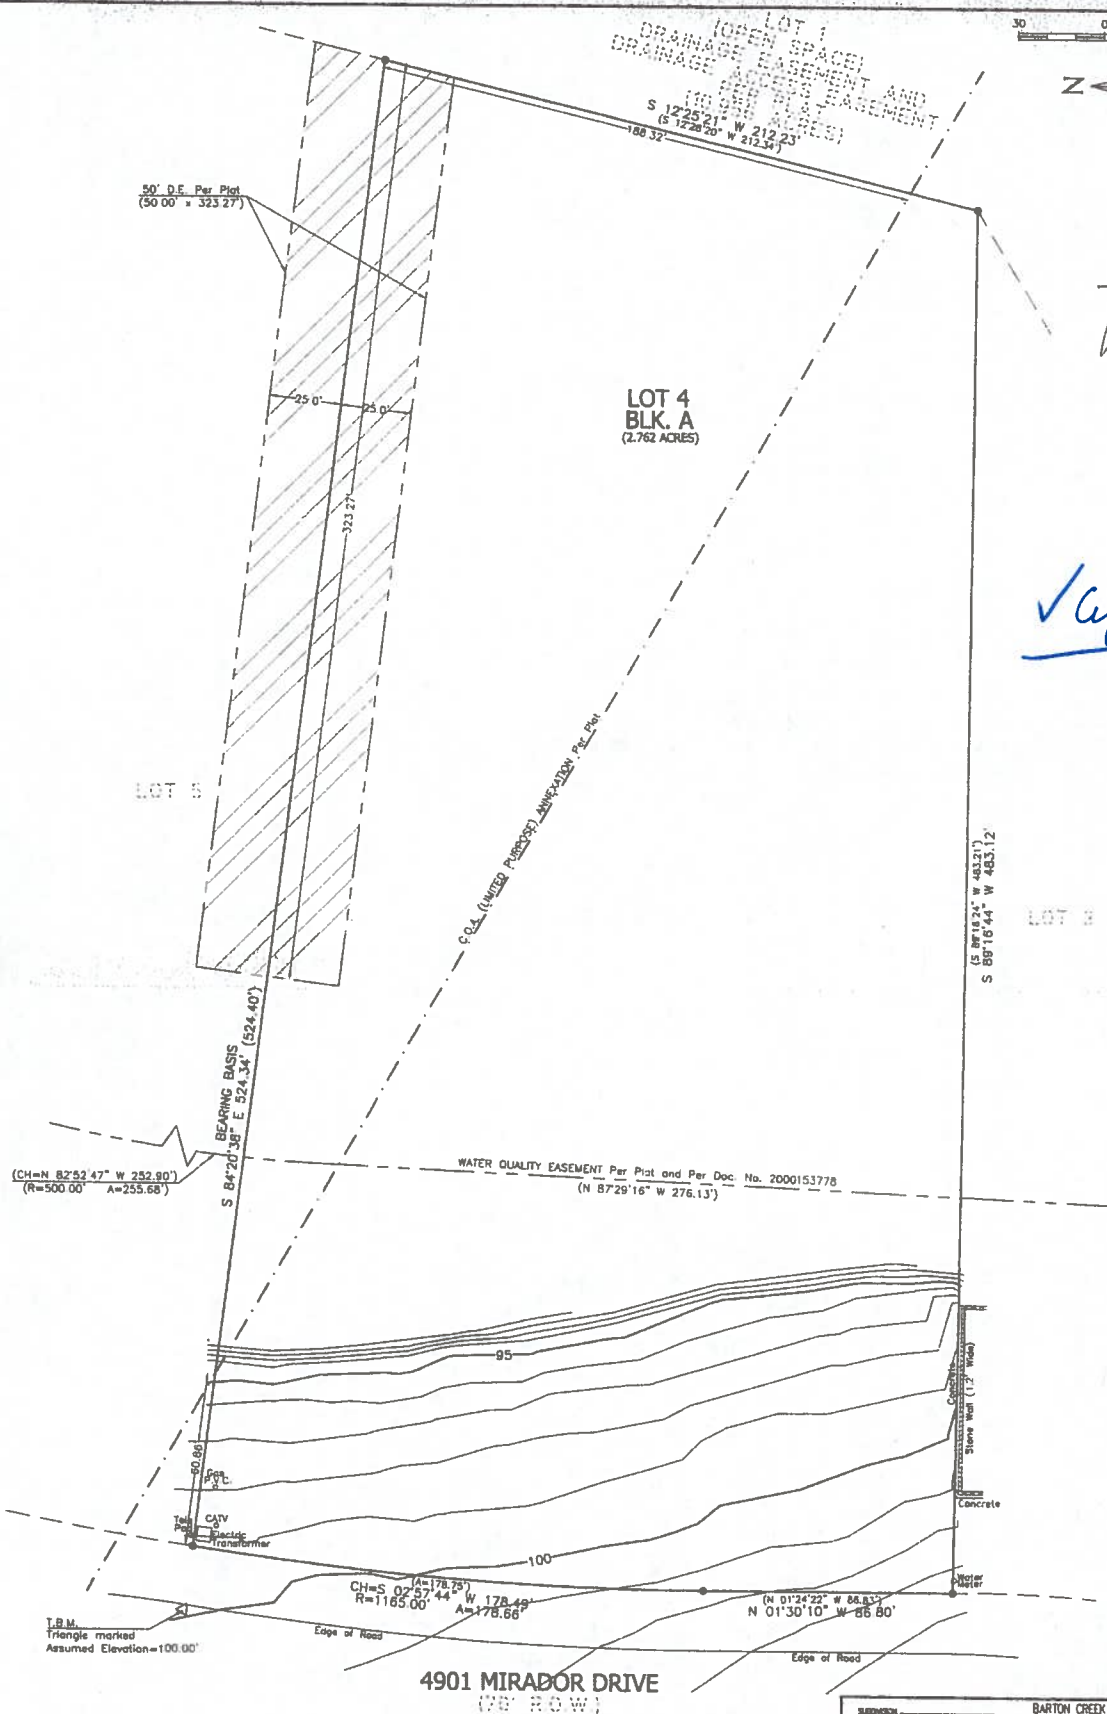 30 0
LOT 1
(OPEN SPACE)
DRAINAGE EASEMENT AND
DRAINAGE ACCESS EASEMENT
S 12°25'21" W 212.23'
(S 12°28'20" W 212.34')
188.32'
Z
50' D.E. Per Plat
(50.00' x 323.27')
LOT 4
BLK. A
(2.762 ACRES)
25.0'
25.0'
323.27'
C.O.A. (LIMITED PURPOSE) ANNEXATION Per Plat
LOT 5
LOT 3
(S 89°18'24" W 483.21')
S 89°16'44" W 483.12'
BEARING BASIS
S 84°20'38" E 524.34' (524.40')
(CH=N 82°52'47" W 252.90')
(R=500.00' A=255.68')
WATER QUALITY EASEMENT Per Plat and Per Doc. No. 2000153778
(N 87°29'16" W 276.13')
95
Concrete
Stone Wall (1.2' Wide)
Concrete
60.86'
Gas
P.V.C.
CATV
Electric
Transformer
100
Water
Meter
(A=178.75')
CH=S 02°57'44" W 178.49'
R=1165.00' A=178.66'
(N 01°24'22" W 86.83')
N 01°30'10" W 86.80'
T.B.M.
Triangle marked
Assumed Elevation=100.00'
Edge of Road
Edge of Road
4901 MIRADOR DRIVE
(70' R.O.W.)
SUBDIVISION
BARTON CREEK